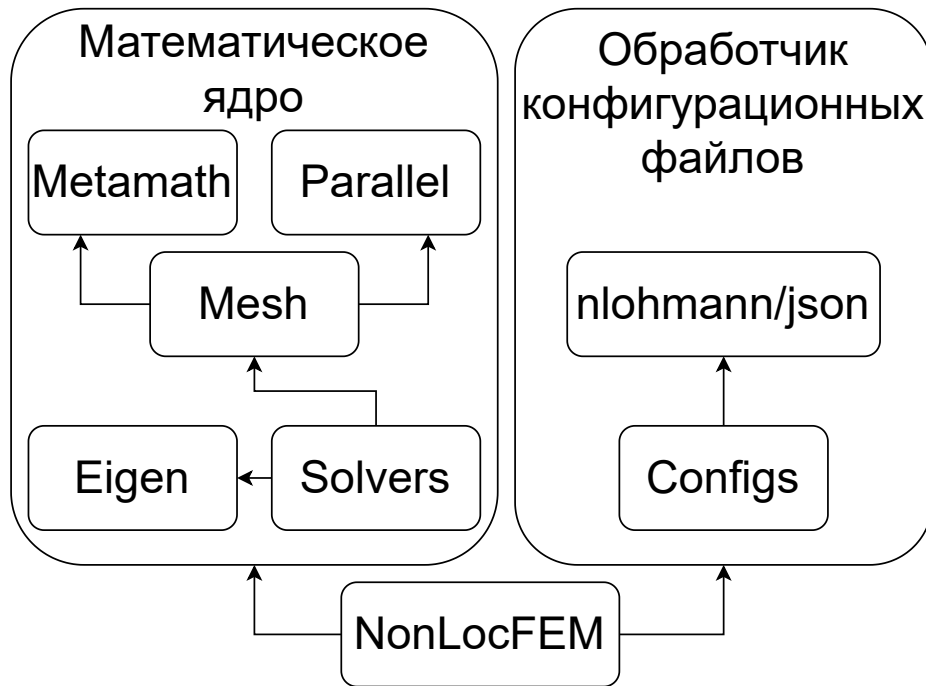 Математическое
ядро
Metamath
Parallel
Mesh
Eigen
Solvers
Обработчик
конфигурационных
файлов
nlohmann/json
Configs
NonLocFEM